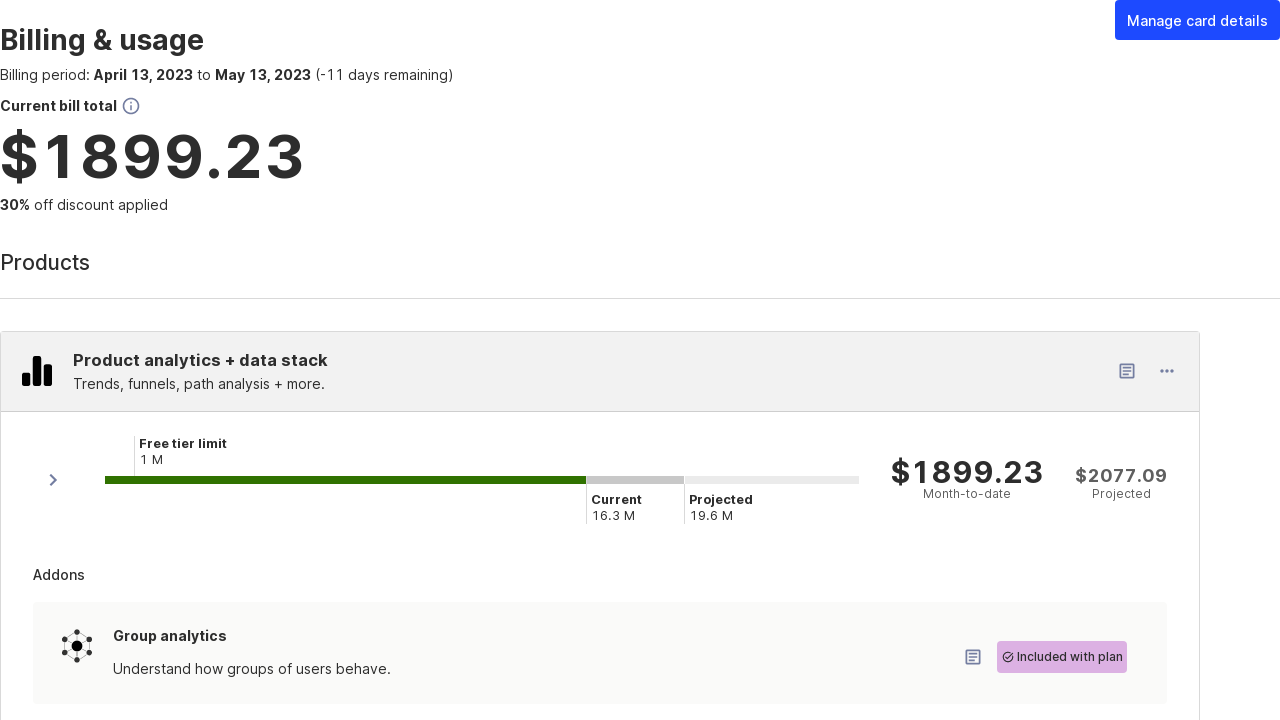 Manage card details
Billing & usage
Billing period: April 13, 2023 to May 13, 2023 (-11 days remaining)
Current bill total
$1899.23
30% off discount applied
Products
Product analytics + data stack
Trends, funnels, path analysis + more.
Free tier limit
1 M
Current
16.3 M
Projected
19.6 M
$1899.23
Month-to-date
$2077.09
Projected
Addons
Group analytics
Understand how groups of users behave.
Included with plan